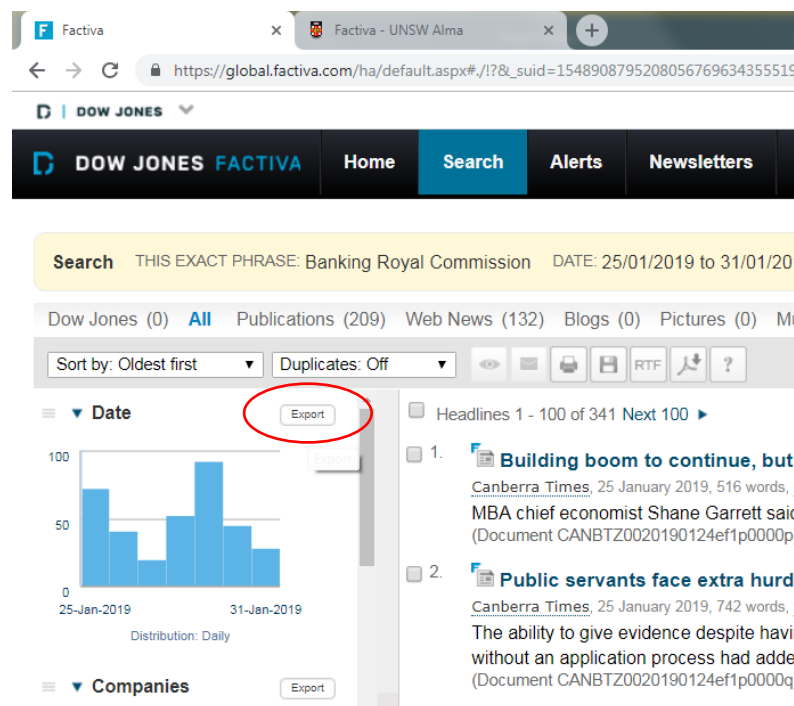 Factiva
Factiva - UNSW Alma
https://global.factiva.com/ha/default.aspx#./!?&_suid=1548908795208056769634355519
DOW JONES
DOW JONES FACTIVA Home Search Alerts Newsletters
Search THIS EXACT PHRASE: Banking Royal Commission DATE: 25/01/2019 to 31/01/20
Dow Jones (0) All Publications (209) Web News (132) Blogs (0) Pictures (0) Mu
Sort by: Oldest first Duplicates: Off RTF ?
Date Export
Export
100
50
0
25-Jan-2019 31-Jan-2019
Distribution: Daily
Companies Export
Headlines 1 - 100 of 341 Next 100
1. Building boom to continue, but
Canberra Times, 25 January 2019, 516 words,
MBA chief economist Shane Garrett said
(Document CANBTZ0020190124ef1p0000p
2. Public servants face extra hurd
Canberra Times, 25 January 2019, 742 words,
The ability to give evidence despite havi
without an application process had adde
(Document CANBTZ0020190124ef1p0000q